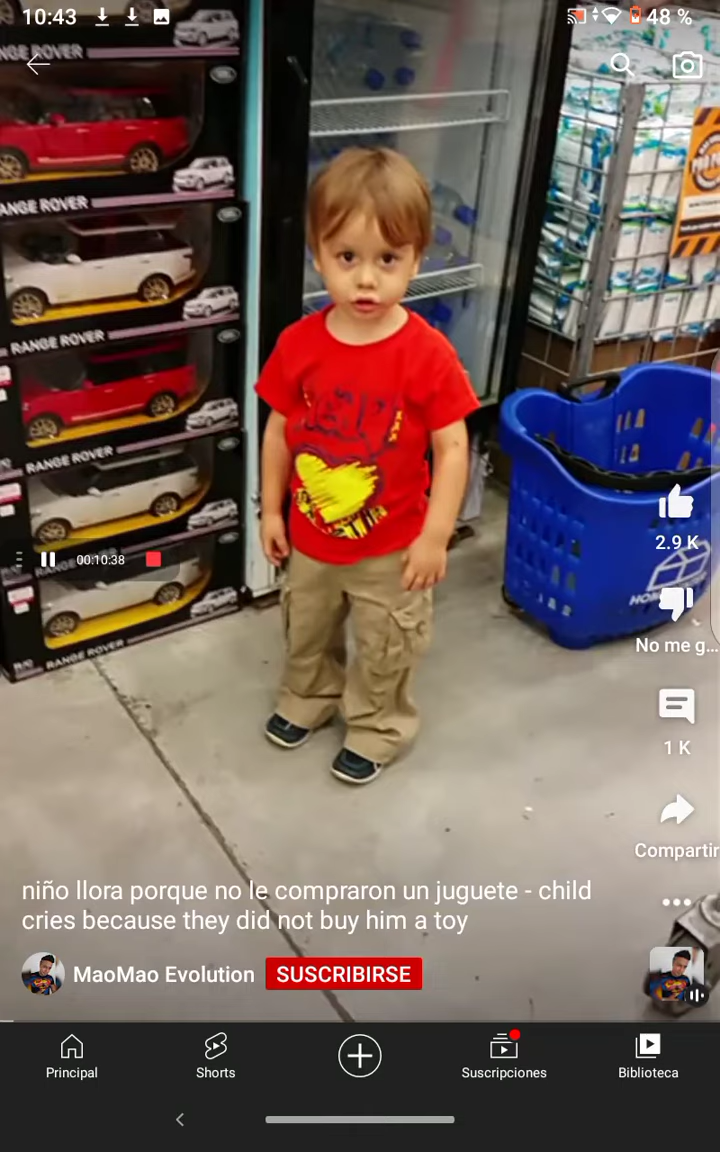 10:43
48 %
RANGE ROVER
RANGE ROVER
RANGE ROVER
RANGE ROVER
RANGE ROVER
00:10:38
2.9 K
No me g...
1 K
Compartir
niño llora porque no le compraron un juguete - child
cries because they did not buy him a toy
MaoMao Evolution
SUSCRIBIRSE
Principal
Shorts
Suscripciones
Biblioteca